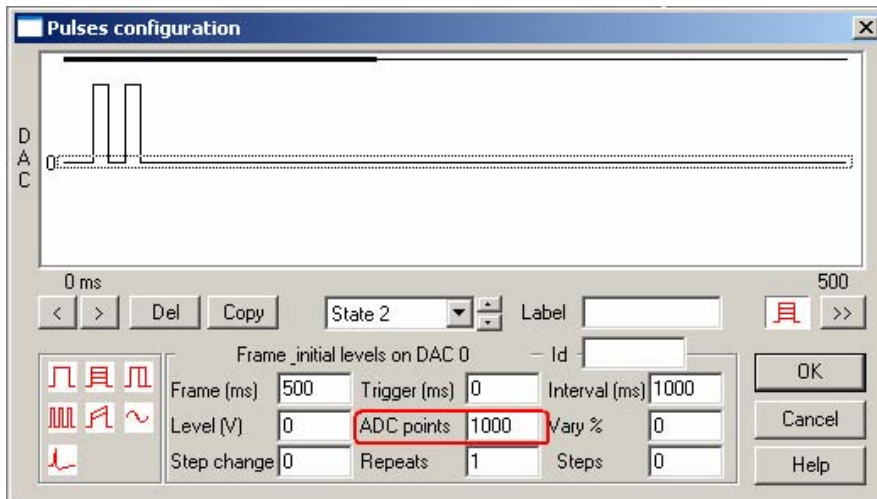 Pulses configuration
D
A
C
0
0 ms
500
< > Del Copy State 2 Label >>
Frame _initial levels on DAC 0 Id
Frame (ms) 500 Trigger (ms) 0 Interval (ms) 1000
Level (V) 0 ADC points 1000 Vary % 0
Step change 0 Repeats 1 Steps 0
OK
Cancel
Help